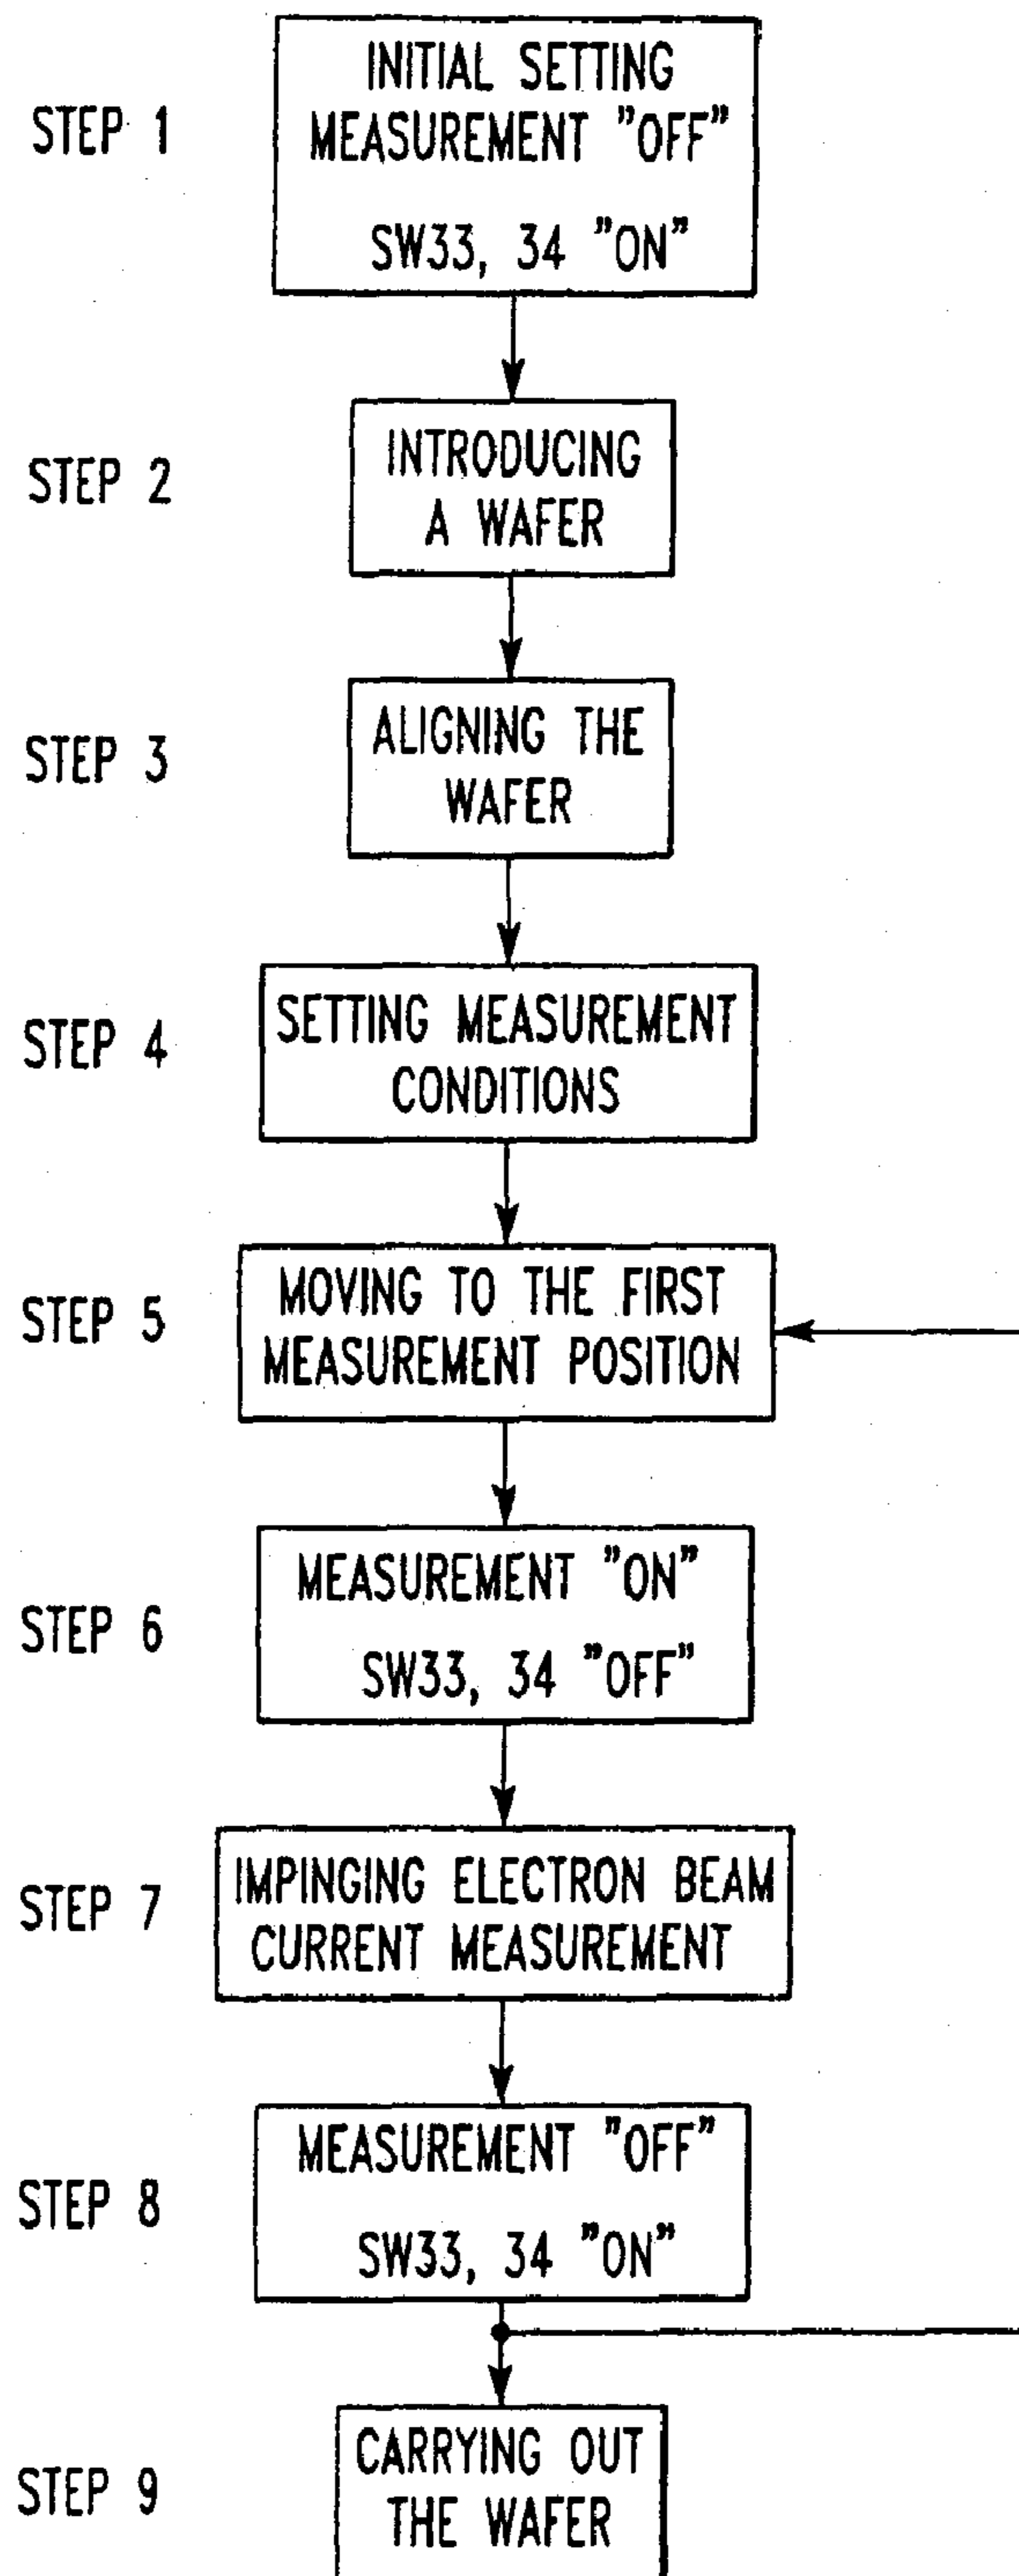 STEP 1
INITIAL SETTING
MEASUREMENT "OFF"
SW33, 34 "ON"
STEP 2
INTRODUCING
A WAFER
STEP 3
ALIGNING THE
WAFER
STEP 4
SETTING MEASUREMENT
CONDITIONS
STEP 5
MOVING TO THE FIRST
MEASUREMENT POSITION
STEP 6
MEASUREMENT "ON"
SW33, 34 "OFF"
STEP 7
IMPINGING ELECTRON BEAM
CURRENT MEASUREMENT
STEP 8
MEASUREMENT "OFF"
SW33, 34 "ON"
STEP 9
CARRYING OUT
THE WAFER